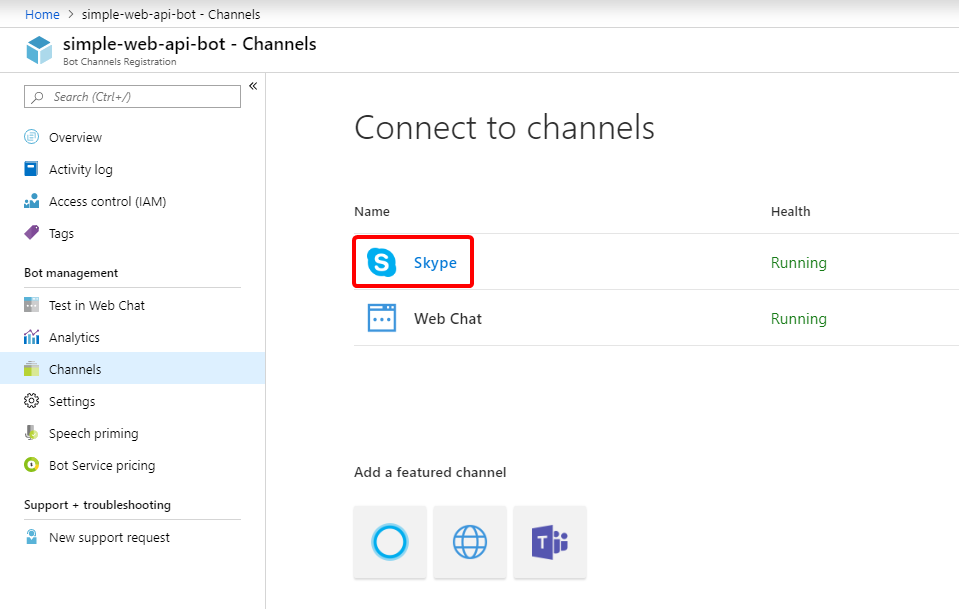 Home > simple-web-api-bot - Channels
simple-web-api-bot - Channels
Bot Channels Registration
Search (Ctrl+/)
«
Overview
Activity log
Access control (IAM)
Tags
Bot management
Test in Web Chat
Analytics
Channels
Settings
Speech priming
Bot Service pricing
Support + troubleshooting
New support request
Connect to channels
Name Health
Skype Running
Web Chat Running
Add a featured channel